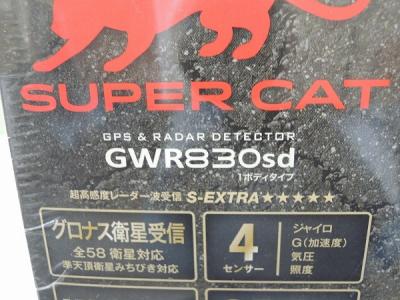 SUPER CAT
GPS & RADAR DETECTOR
GWR830sd
1ボディタイプ
超高感度レーダー波受信 S-EXTRA★★★★★
グロナス衛星受信
全58衛星対応
準天頂衛星みちびき対応
4
センサー
ジャイロ
G(加速度)
気圧
照度